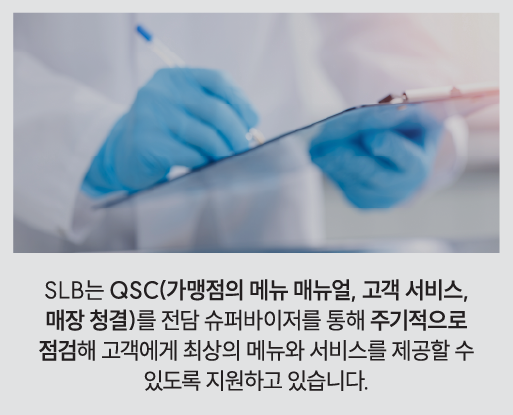 SLB는 QSC(가맹점의 메뉴 매뉴얼, 고객 서비스,
매장 청결)를 전담 슈퍼바이저를 통해 주기적으로
점검해 고객에게 최상의 메뉴와 서비스를 제공할 수
있도록 지원하고 있습니다.